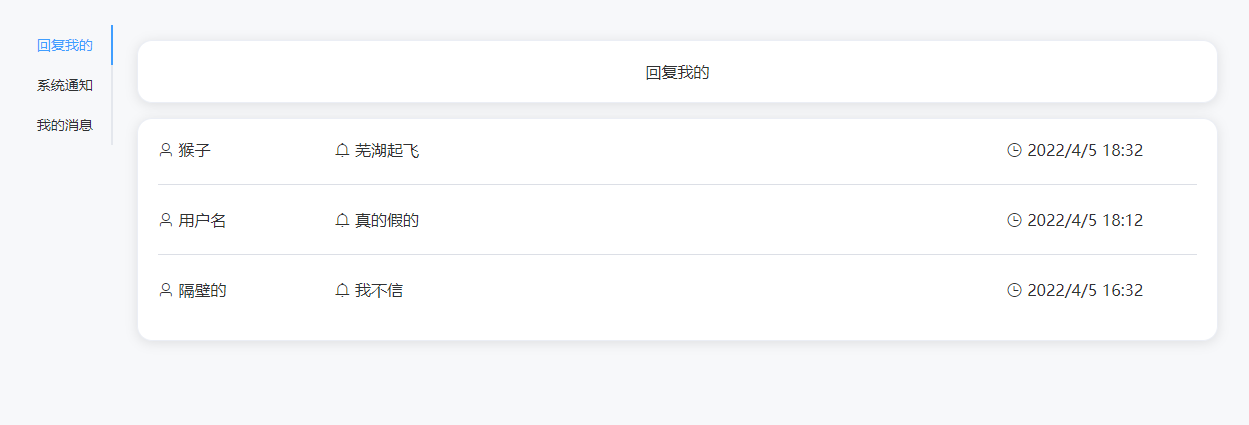 回复我的
系统通知
我的消息
回复我的
猴子 芜湖起飞 2022/4/5 18:32
用户名 真的假的 2022/4/5 18:12
隔壁的 我不信 2022/4/5 16:32